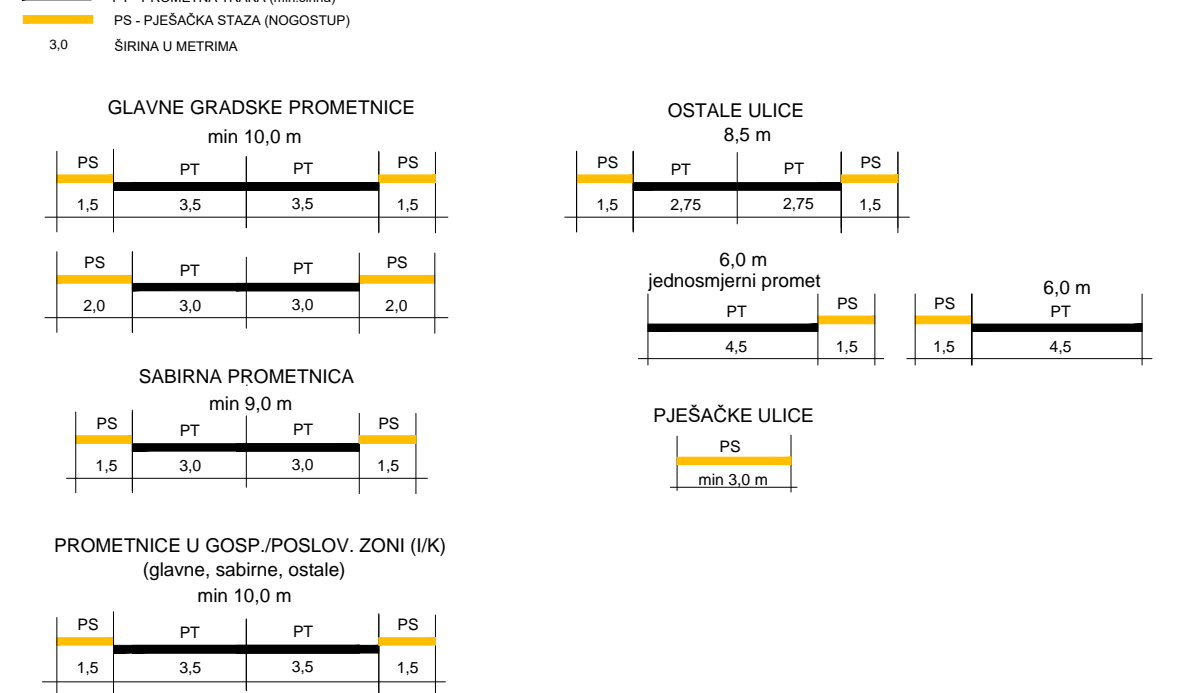 PS - PJEŠAČKA STAZA (NOGOSTUP)
3,0 ŠIRINA U METRIMA
GLAVNE GRADSKE PROMETNICE
min 10,0 m
PS PT PT PS
1,5 3,5 3,5 1,5
PS PT PT PS
2,0 3,0 3,0 2,0
SABIRNA PROMETNICA
min 9,0 m
PS PT PT PS
1,5 3,0 3,0 1,5
PROMETNICE U GOSP./POSLOV. ZONI (I/K)
(glavne, sabirne, ostale)
min 10,0 m
PS PT PT PS
1,5 3,5 3,5 1,5
OSTALE ULICE
8,5 m
PS PT PT PS
1,5 2,75 2,75 1,5
6,0 m
jednosmjerni promet
PT PS
4,5 1,5
6,0 m
PS PT
1,5 4,5
PJEŠAČKE ULICE
PS
min 3,0 m